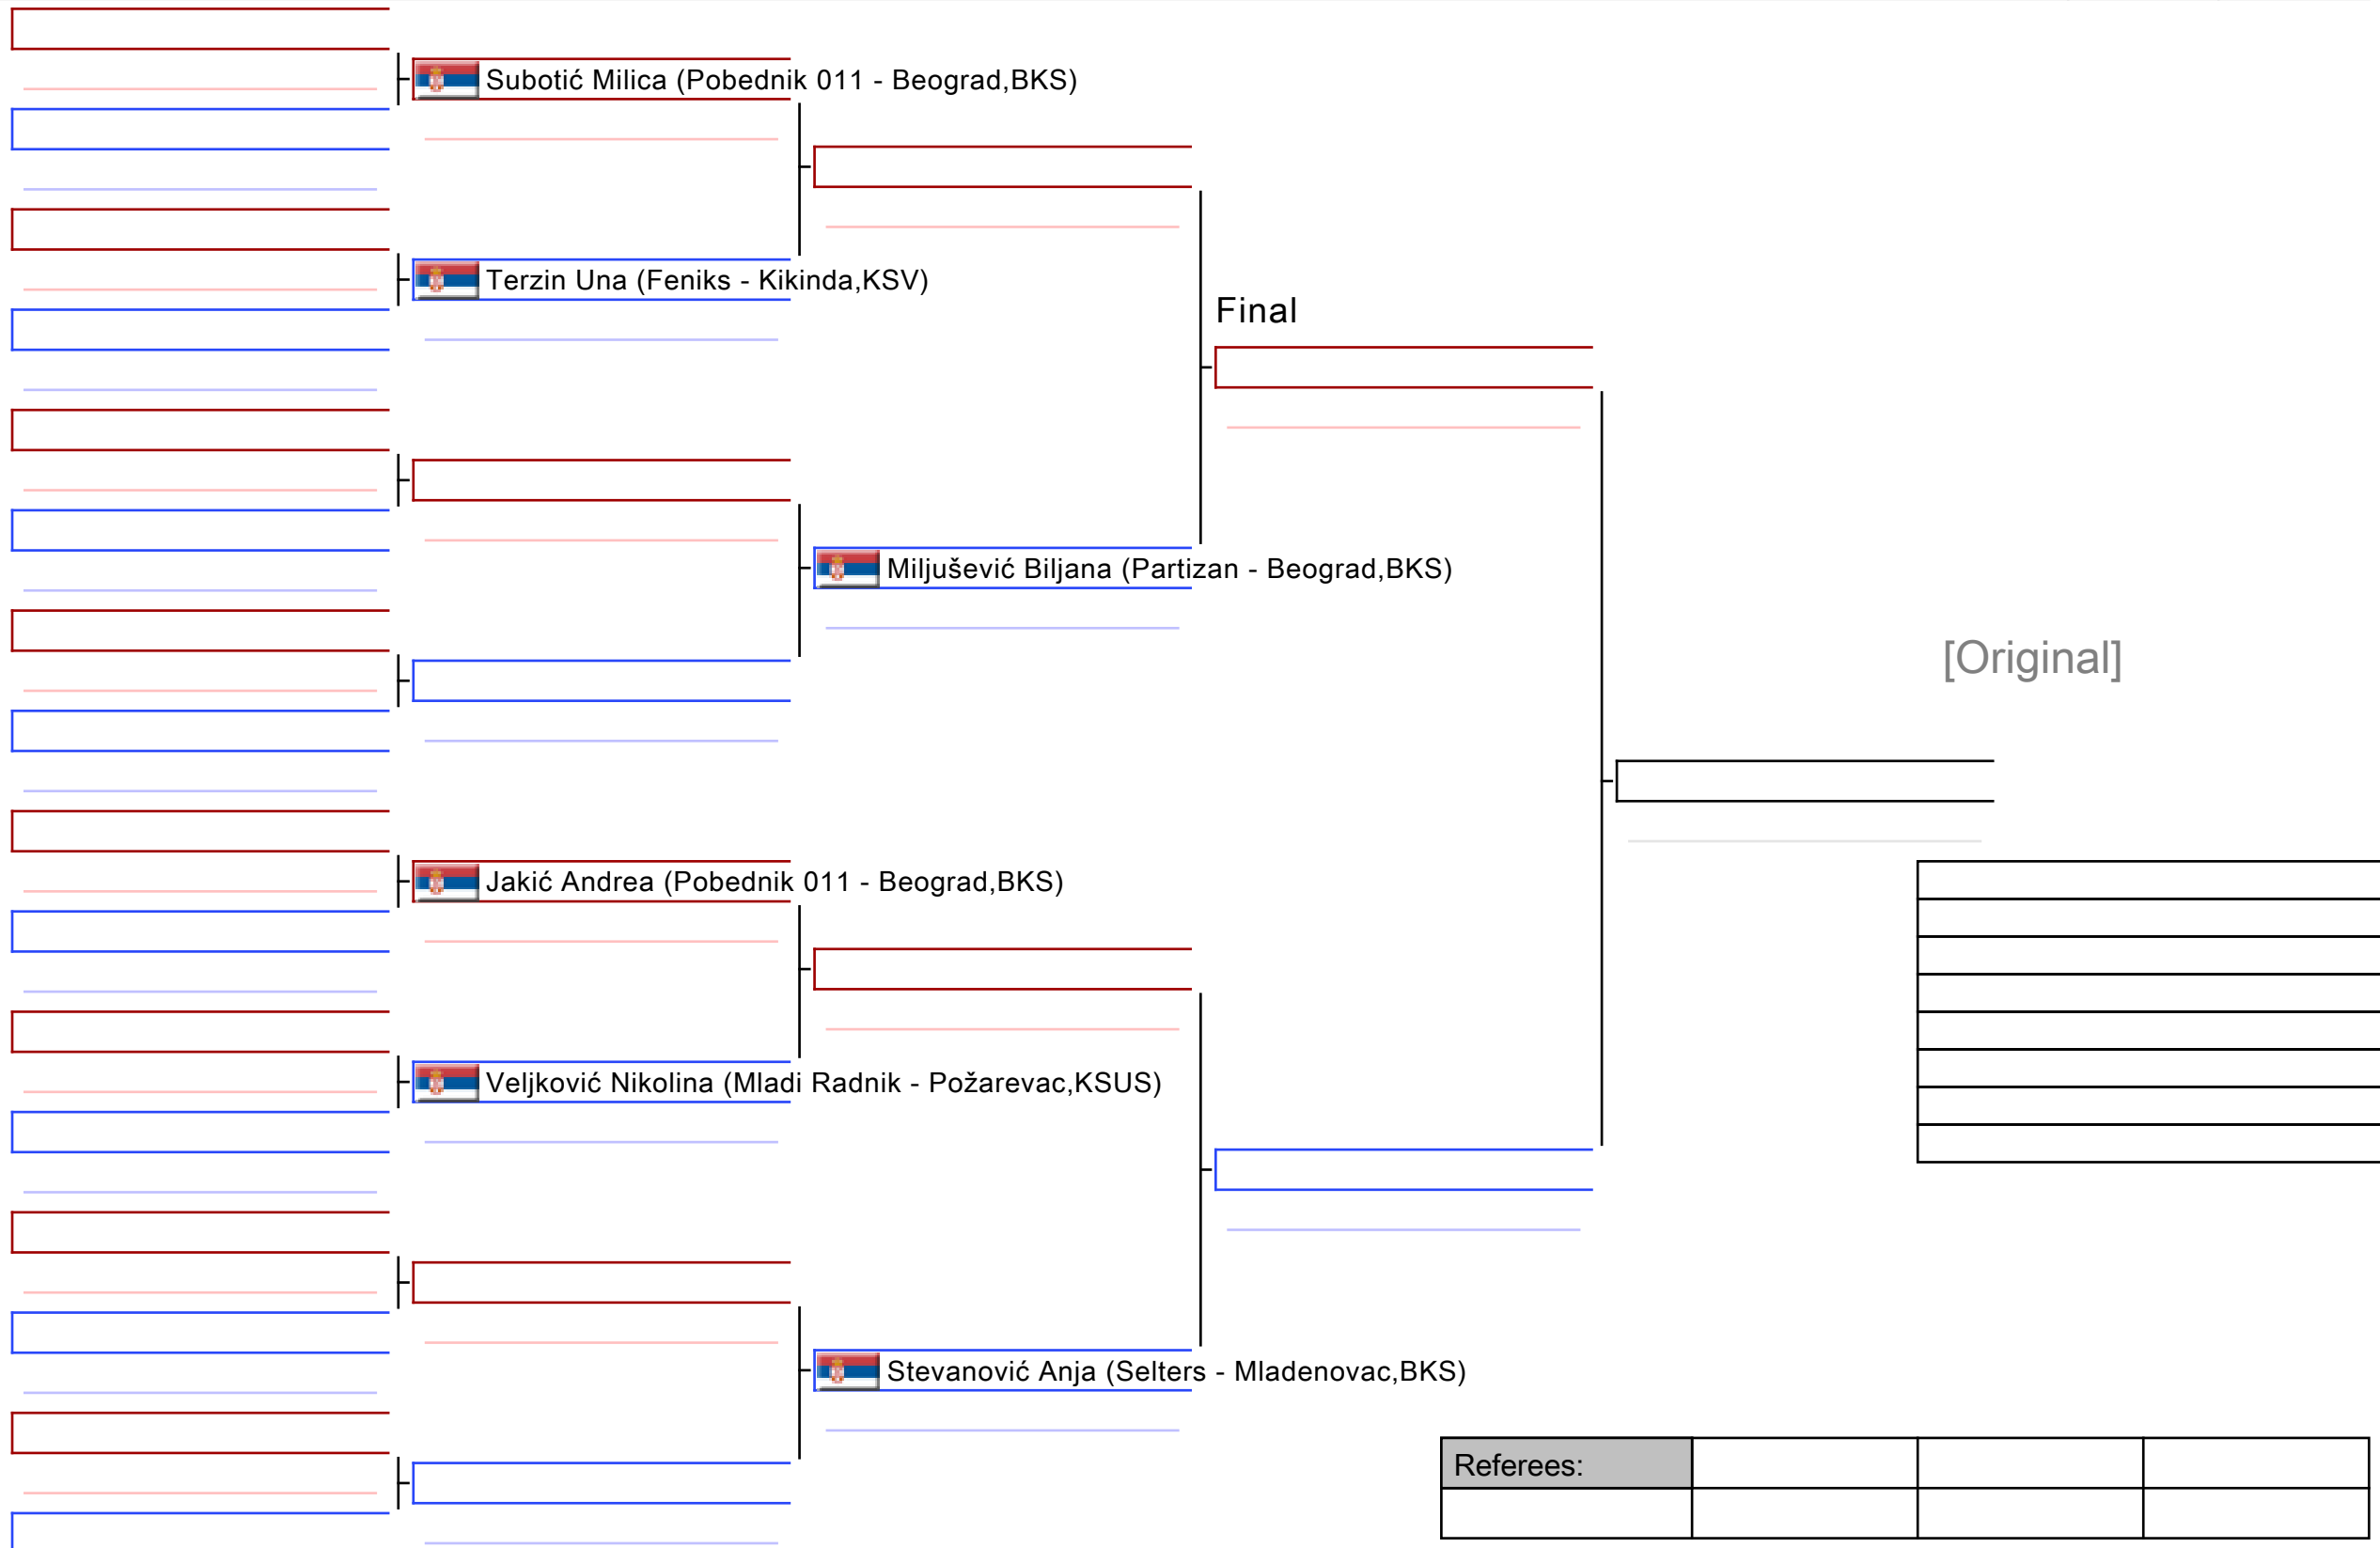 Subotić Milica (Pobednik 011 - Beograd,BKS)
Terzin Una (Feniks - Kikinda,KSV)
Final
Miljušević Biljana (Partizan - Beograd,BKS)
[Original]
Jakić Andrea (Pobednik 011 - Beograd,BKS)
Veljković Nikolina (Mladi Radnik - Požarevac,KSUS)
Stevanović Anja (Selters - Mladenovac,BKS)
Referees: